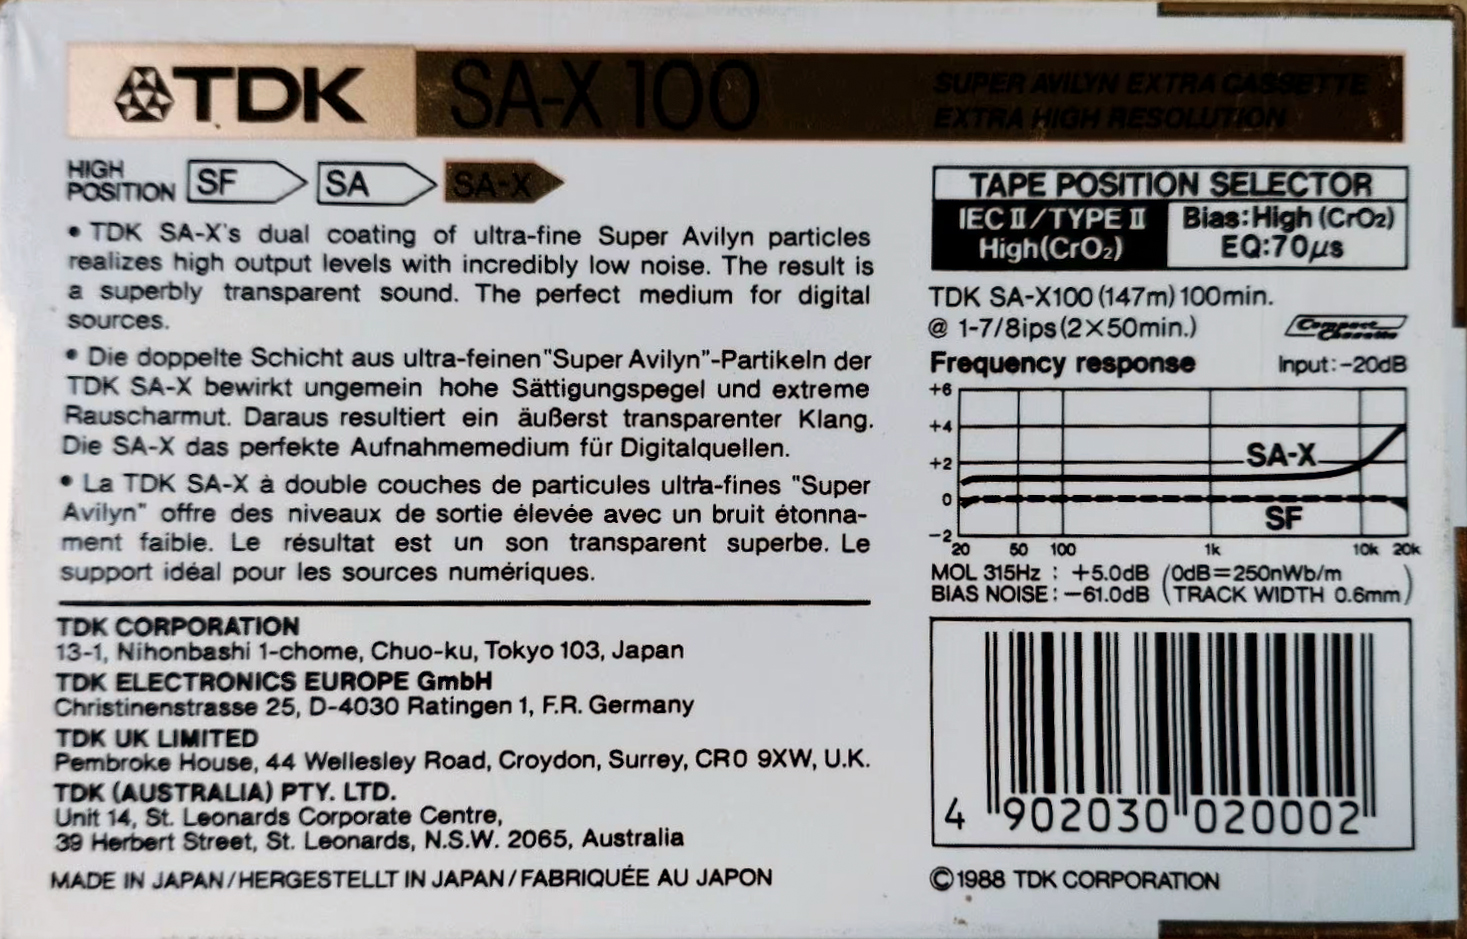 TDK SA-X 100
SUPER AVILYN EXTRA CASSETTE
EXTRA HIGH RESOLUTION
HIGH
POSITION SF SA SA-X
• TDK SA-X's dual coating of ultra-fine Super Avilyn particles
realizes high output levels with incredibly low noise. The result is
a superbly transparent sound. The perfect medium for digital
sources.
• Die doppelte Schicht aus ultra-feinen "Super Avilyn"-Partikeln der
TDK SA-X bewirkt ungemein hohe Sättigungspegel und extreme
Rauscharmut. Daraus resultiert ein äußerst transparenter Klang.
Die SA-X das perfekte Aufnahmemedium für Digitalquellen.
• La TDK SA-X à double couches de particules ultra-fines "Super
Avilyn" offre des niveaux de sortie élevée avec un bruit étonna-
ment faible. Le résultat est un son transparent superbe. Le
support idéal pour les sources numériques.
TDK CORPORATION
13-1, Nihonbashi 1-chome, Chuo-ku, Tokyo 103, Japan
TDK ELECTRONICS EUROPE GmbH
Christinenstrasse 25, D-4030 Ratingen 1, F.R. Germany
TDK UK LIMITED
Pembroke House, 44 Wellesley Road, Croydon, Surrey, CR0 9XW, U.K.
TDK (AUSTRALIA) PTY. LTD.
Unit 14, St. Leonards Corporate Centre,
39 Herbert Street, St. Leonards, N.S.W. 2065, Australia
MADE IN JAPAN/HERGESTELLT IN JAPAN/FABRIQUÉE AU JAPON
TAPE POSITION SELECTOR
IEC II/TYPE II Bias:High (CrO2)
High(CrO2) EQ:70μs
TDK SA-X100 (147m) 100min.
@ 1-7/8ips (2×50min.) Compact Cassette
Frequency response Input:-20dB
+6
+4
+2 SA-X
0
SF
-2
20 50 100 1k 10k 20k
MOL 315Hz : +5.0dB (0dB=250nWb/m
BIAS NOISE : -61.0dB TRACK WIDTH 0.6mm)
4 902030 020002
©1988 TDK CORPORATION